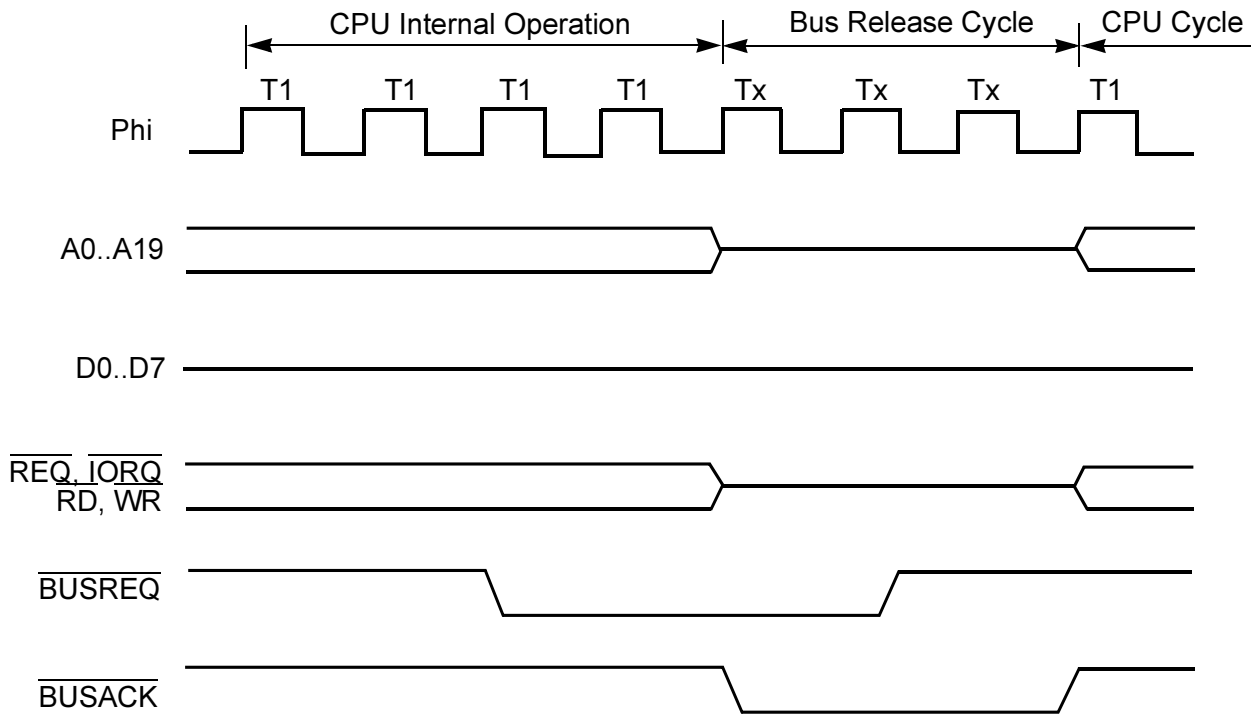 CPU Internal Operation Bus Release Cycle CPU Cycle
T1 T1 T1 T1 Tx Tx Tx T1
Phi
A0..A19
D0..D7
REQ, IORQ
RD, WR
BUSREQ
BUSACK